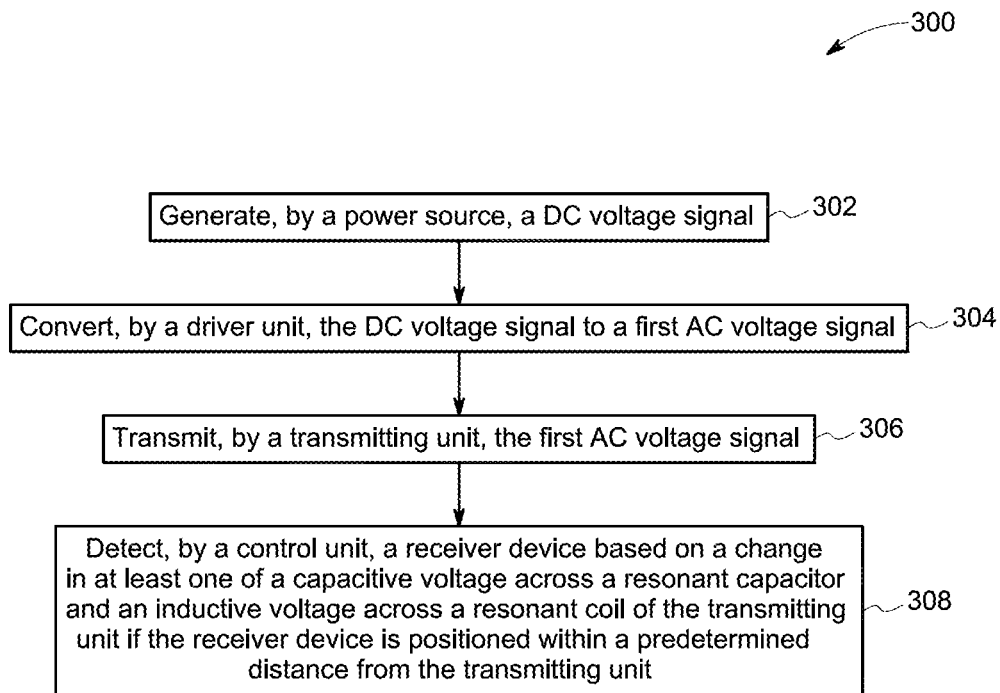 300
Generate, by a power source, a DC voltage signal
302
Convert, by a driver unit, the DC voltage signal to a first AC voltage signal
304
Transmit, by a transmitting unit, the first AC voltage signal
306
Detect, by a control unit, a receiver device based on a change
in at least one of a capacitive voltage across a resonant capacitor
and an inductive voltage across a resonant coil of the transmitting
unit if the receiver device is positioned within a predetermined
distance from the transmitting unit
308